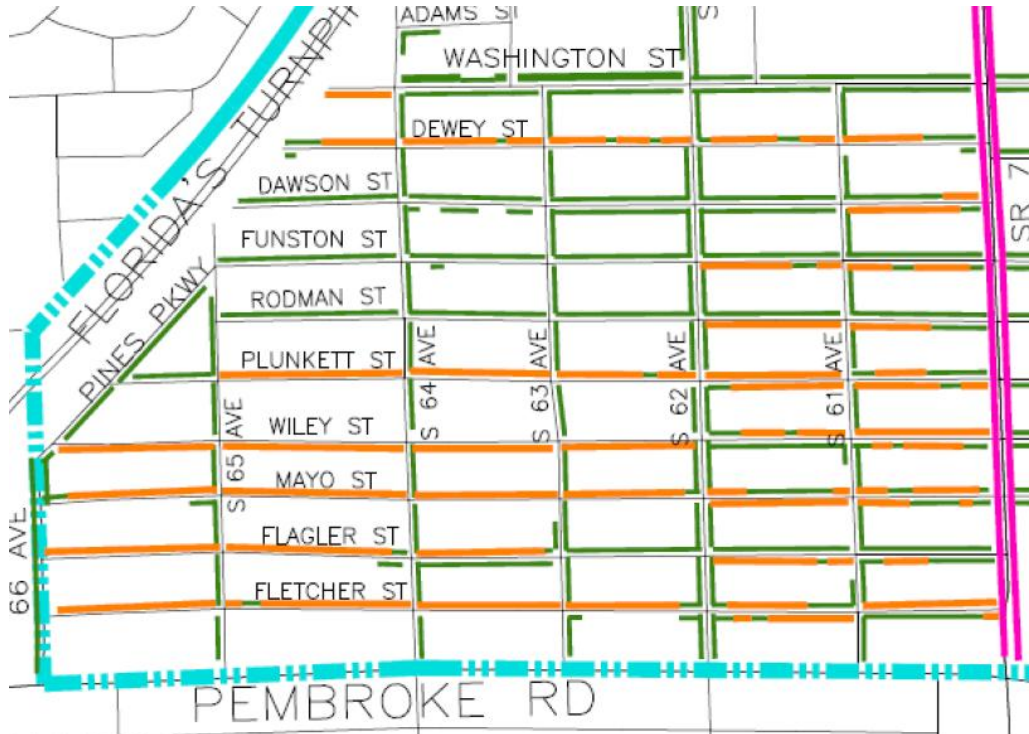 ADAMS S
S
WASHINGTON ST
FLORIDA'S TURNPI
DEWEY ST
DAWSON ST
SR 7
FUNSTON ST
PINES PKWY
RODMAN ST
PLUNKETT ST
S 64 AVE
S 63 AVE
S 62 AVE
S 61 AVE
WILEY ST
S 65 AVE
MAYO ST
FLAGLER ST
66 AVE
FLETCHER ST
PEMBROKE RD